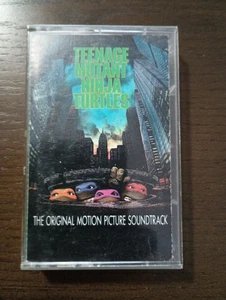 TEENAGE
MUTANT
NINJA
TURTLES
THE ORIGINAL MOTION PICTURE SOUNDTRACK